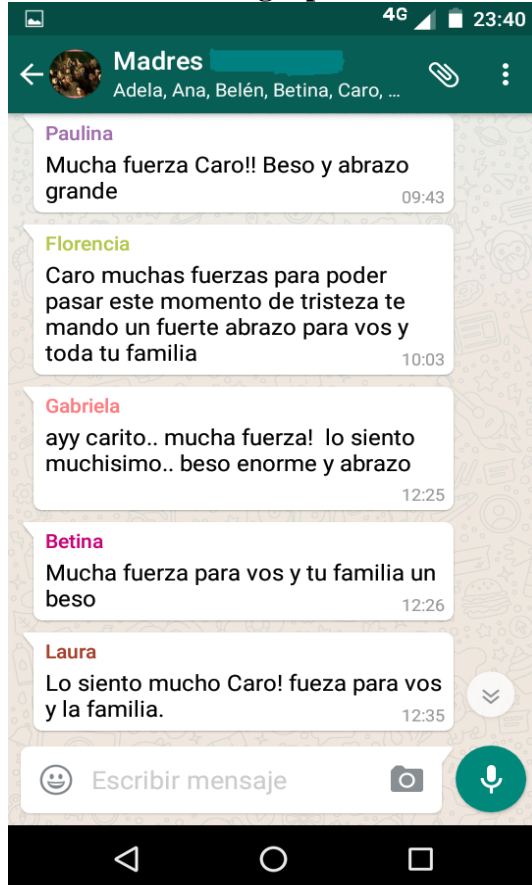 4G 23:40
Madres
Adela, Ana, Belén, Betina, Caro, ...
Paulina
Mucha fuerza Caro!! Beso y abrazo
grande
09:43
Florencia
Caro muchas fuerzas para poder
pasar este momento de tristeza te
mando un fuerte abrazo para vos y
toda tu familia
10:03
Gabriela
ayy carito.. mucha fuerza! lo siento
muchisimo.. beso enorme y abrazo
12:25
Betina
Mucha fuerza para vos y tu familia un
beso
12:26
Laura
Lo siento mucho Caro! fueza para vos
y la familia.
12:35
Escribir mensaje